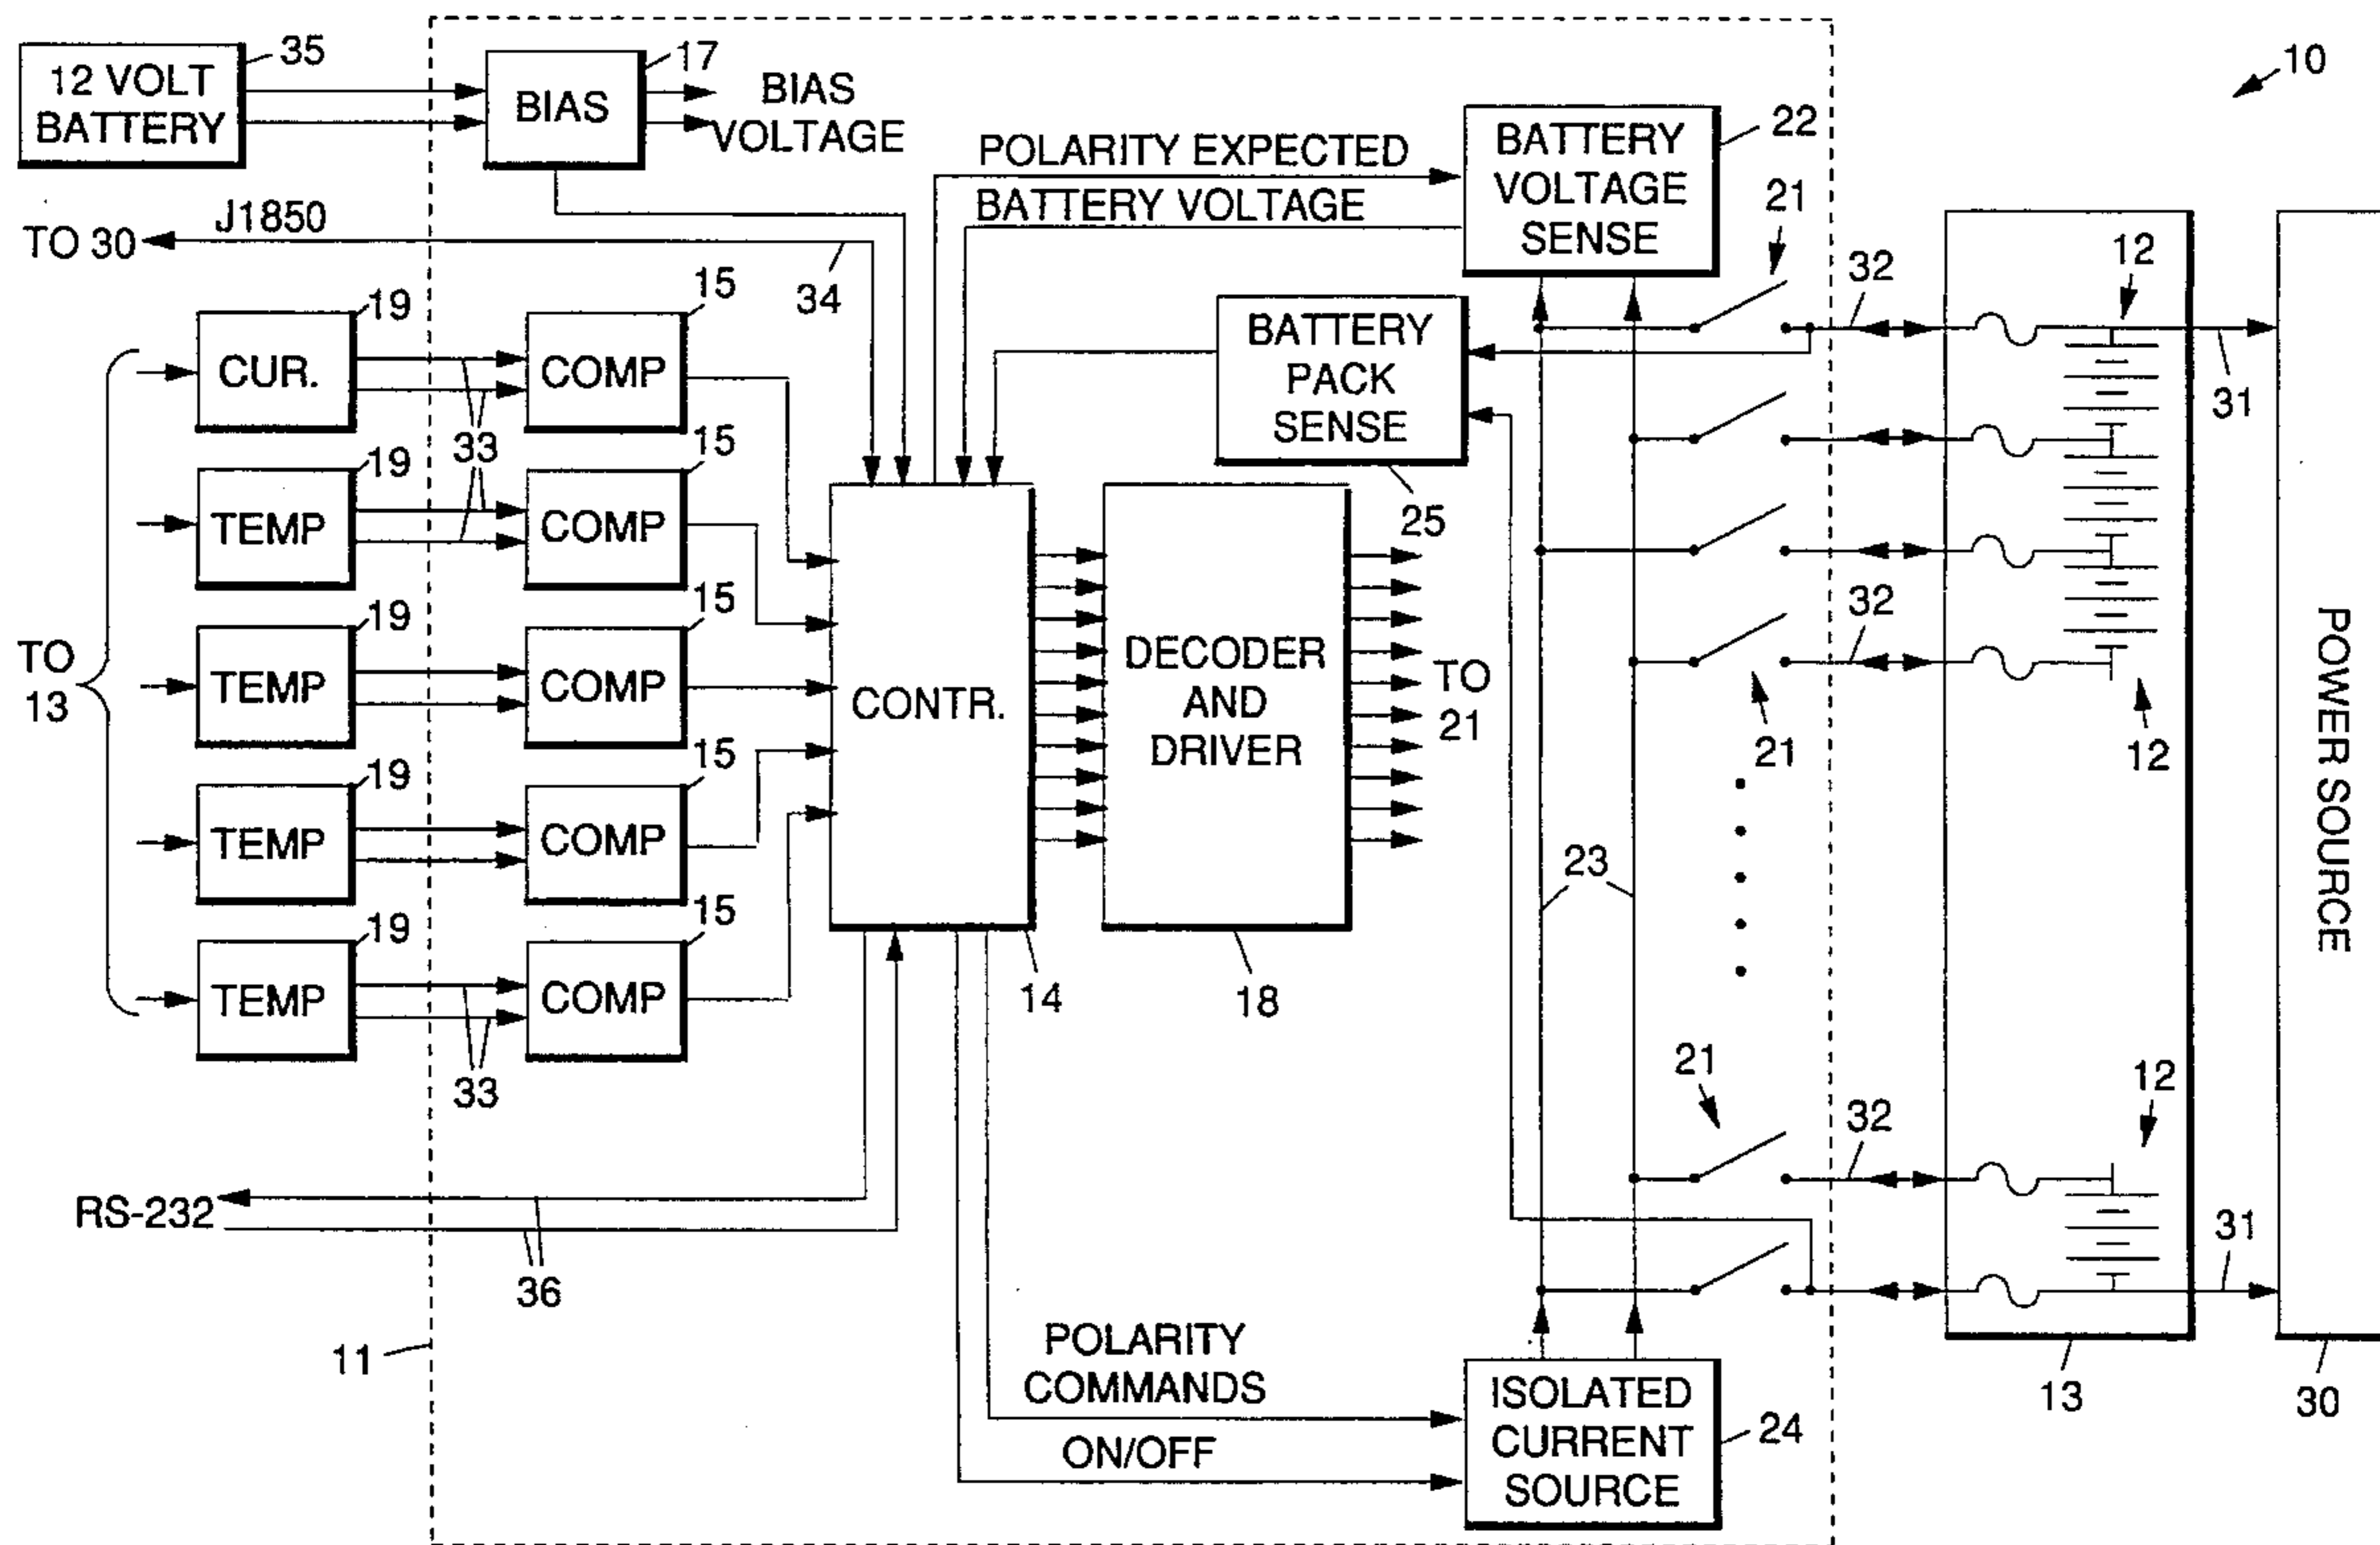 12 VOLT
BATTERY
35
17
BIAS
BIAS
VOLTAGE
10
POLARITY EXPECTED
BATTERY VOLTAGE
BATTERY
VOLTAGE
SENSE
22
21
TO 30
J1850
34
32
12
31
CUR.
19
33
COMP
15
BATTERY
PACK
SENSE
25
TEMP
19
COMP
15
TO
13
TEMP
19
COMP
15
TEMP
19
COMP
15
TEMP
19
33
COMP
15
CONTR.
14
DECODER
AND
DRIVER
18
TO
21
23
32
21
12
POWER SOURCE
21
32
12
31
RS-232
36
11
POLARITY
COMMANDS
ON/OFF
ISOLATED
CURRENT
SOURCE
24
13
30